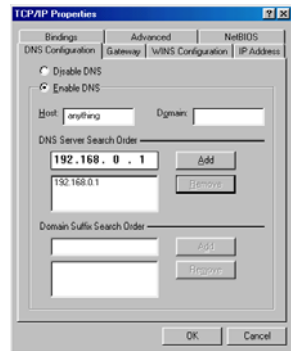 TCP/IP Properties
Bindings Advanced NetBIOS
DNS Configuration Gateway WINS Configuration IP Address
Disable DNS
Enable DNS
Host: anything Domain:
DNS Server Search Order
192.168. 0 . 1 Add
192.168.0.1 Remove
Domain Suffix Search Order
Add
Remove
OK Cancel